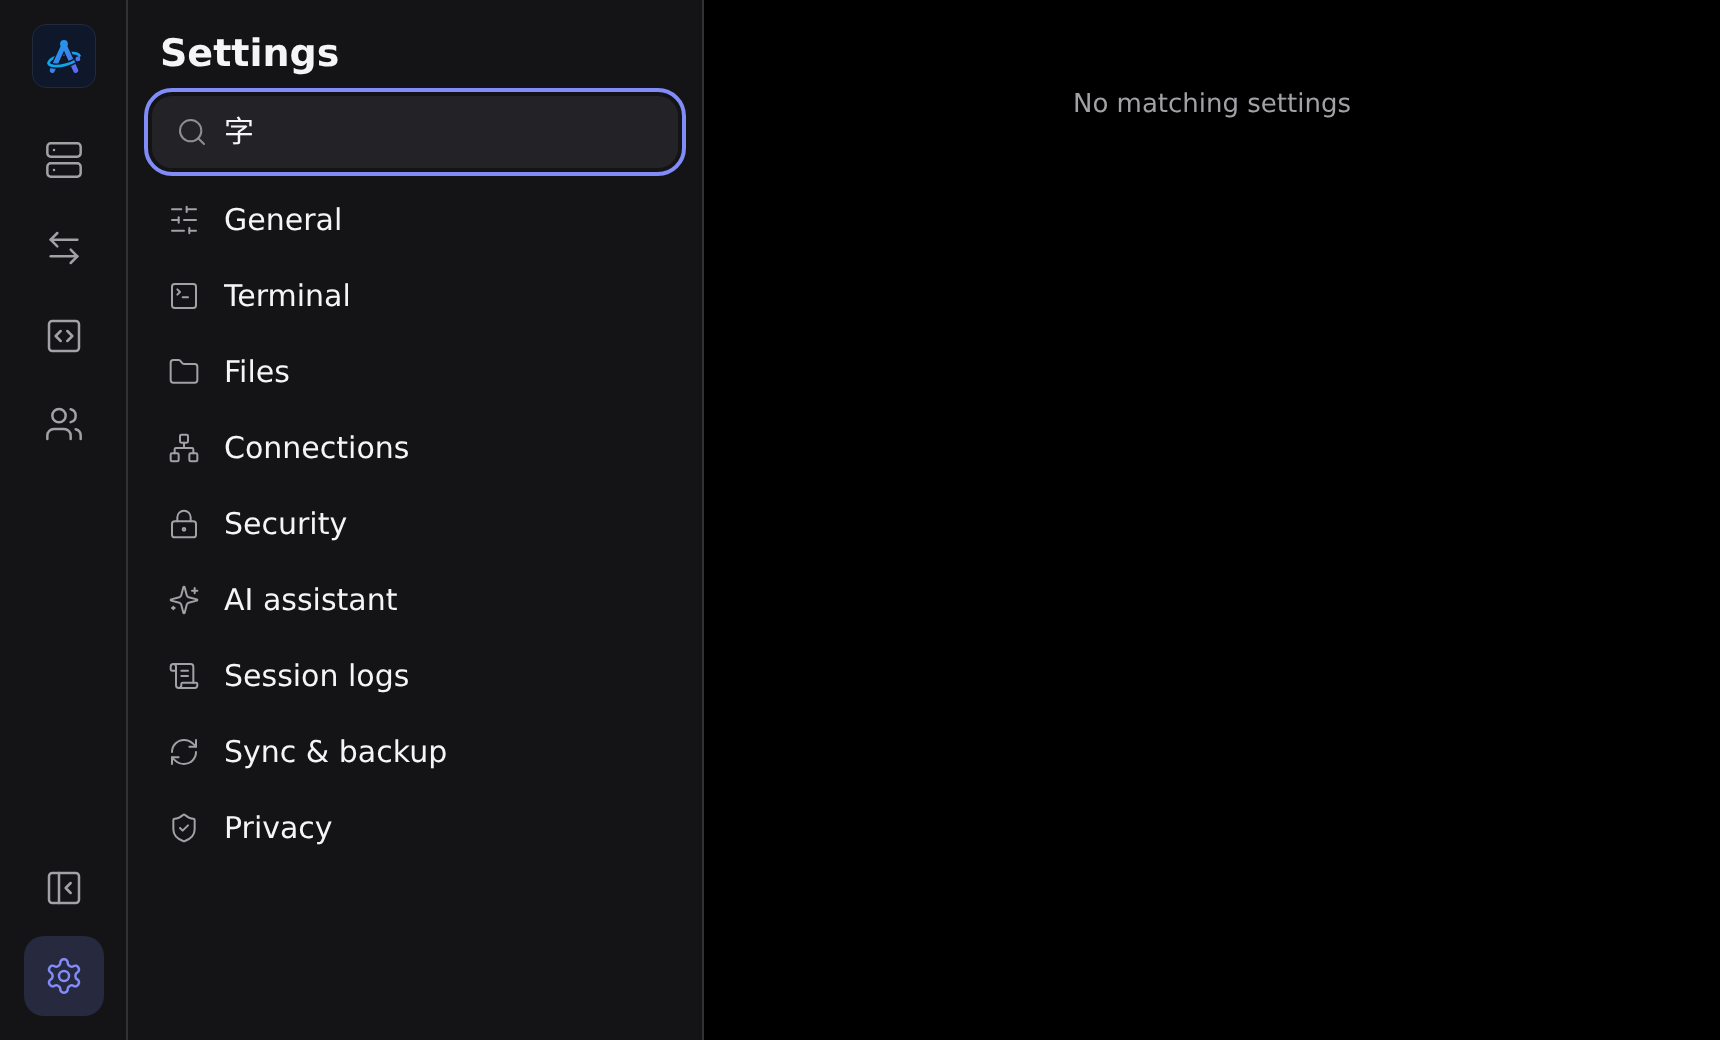 Settings
字
No matching settings
General
Terminal
Files
Connections
Security
AI assistant
Session logs
Sync & backup
Privacy